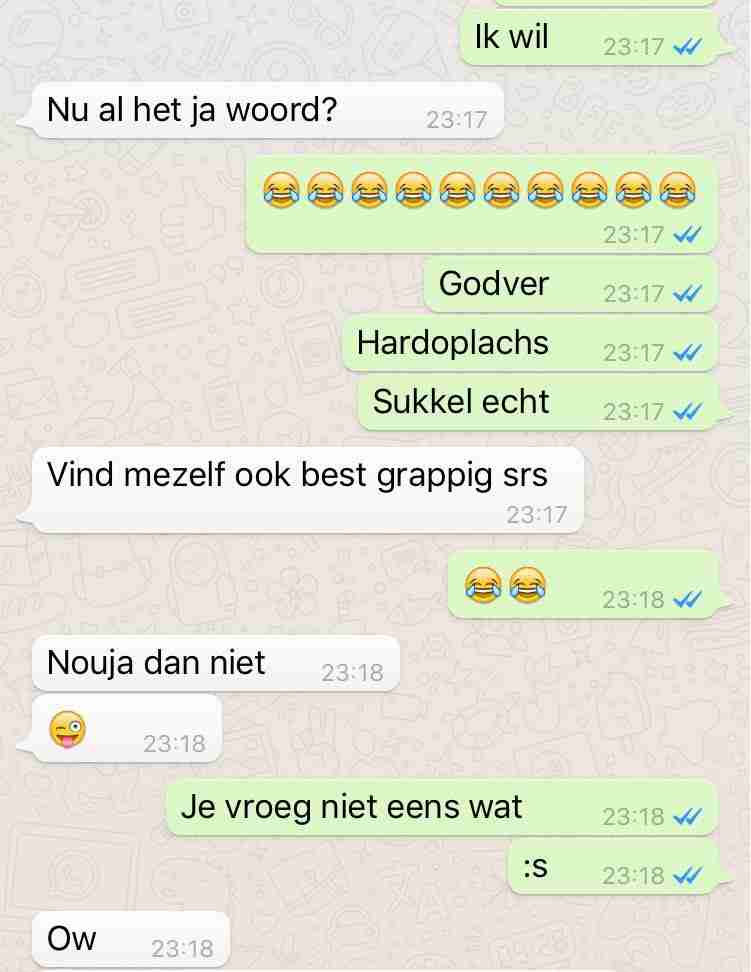 Ik wil 23:17
Nu al het ja woord? 23:17
😂😂😂😂😂😂😂😂😂😂
23:17
Godver 23:17
Hardoplachs 23:17
Sukkel echt 23:17
Vind mezelf ook best grappig srs
23:17
😂😂 23:18
Nouja dan niet 23:18
😜 23:18
Je vroeg niet eens wat 23:18
:s 23:18
Ow 23:18